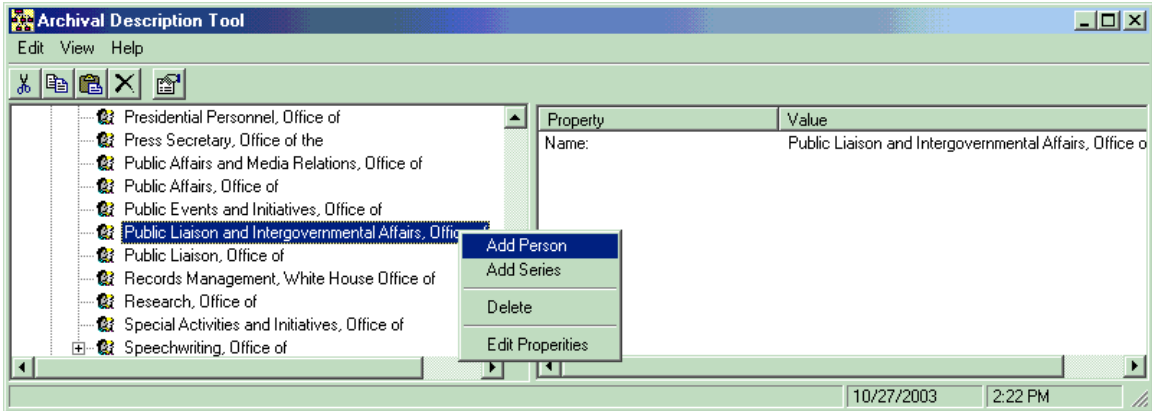 Archival Description Tool
Edit View Help
Presidential Personnel, Office of
Press Secretary, Office of the
Public Affairs and Media Relations, Office of
Public Affairs, Office of
Public Events and Initiatives, Office of
Public Liaison and Intergovernmental Affairs, Offic
Public Liaison, Office of
Records Management, White House Office of
Research, Office of
Special Activities and Initiatives, Office of
Speechwriting, Office of
Add Person
Add Series
Delete
Edit Properities
Property Value
Name: Public Liaison and Intergovernmental Affairs, Office o
10/27/2003 2:22 PM